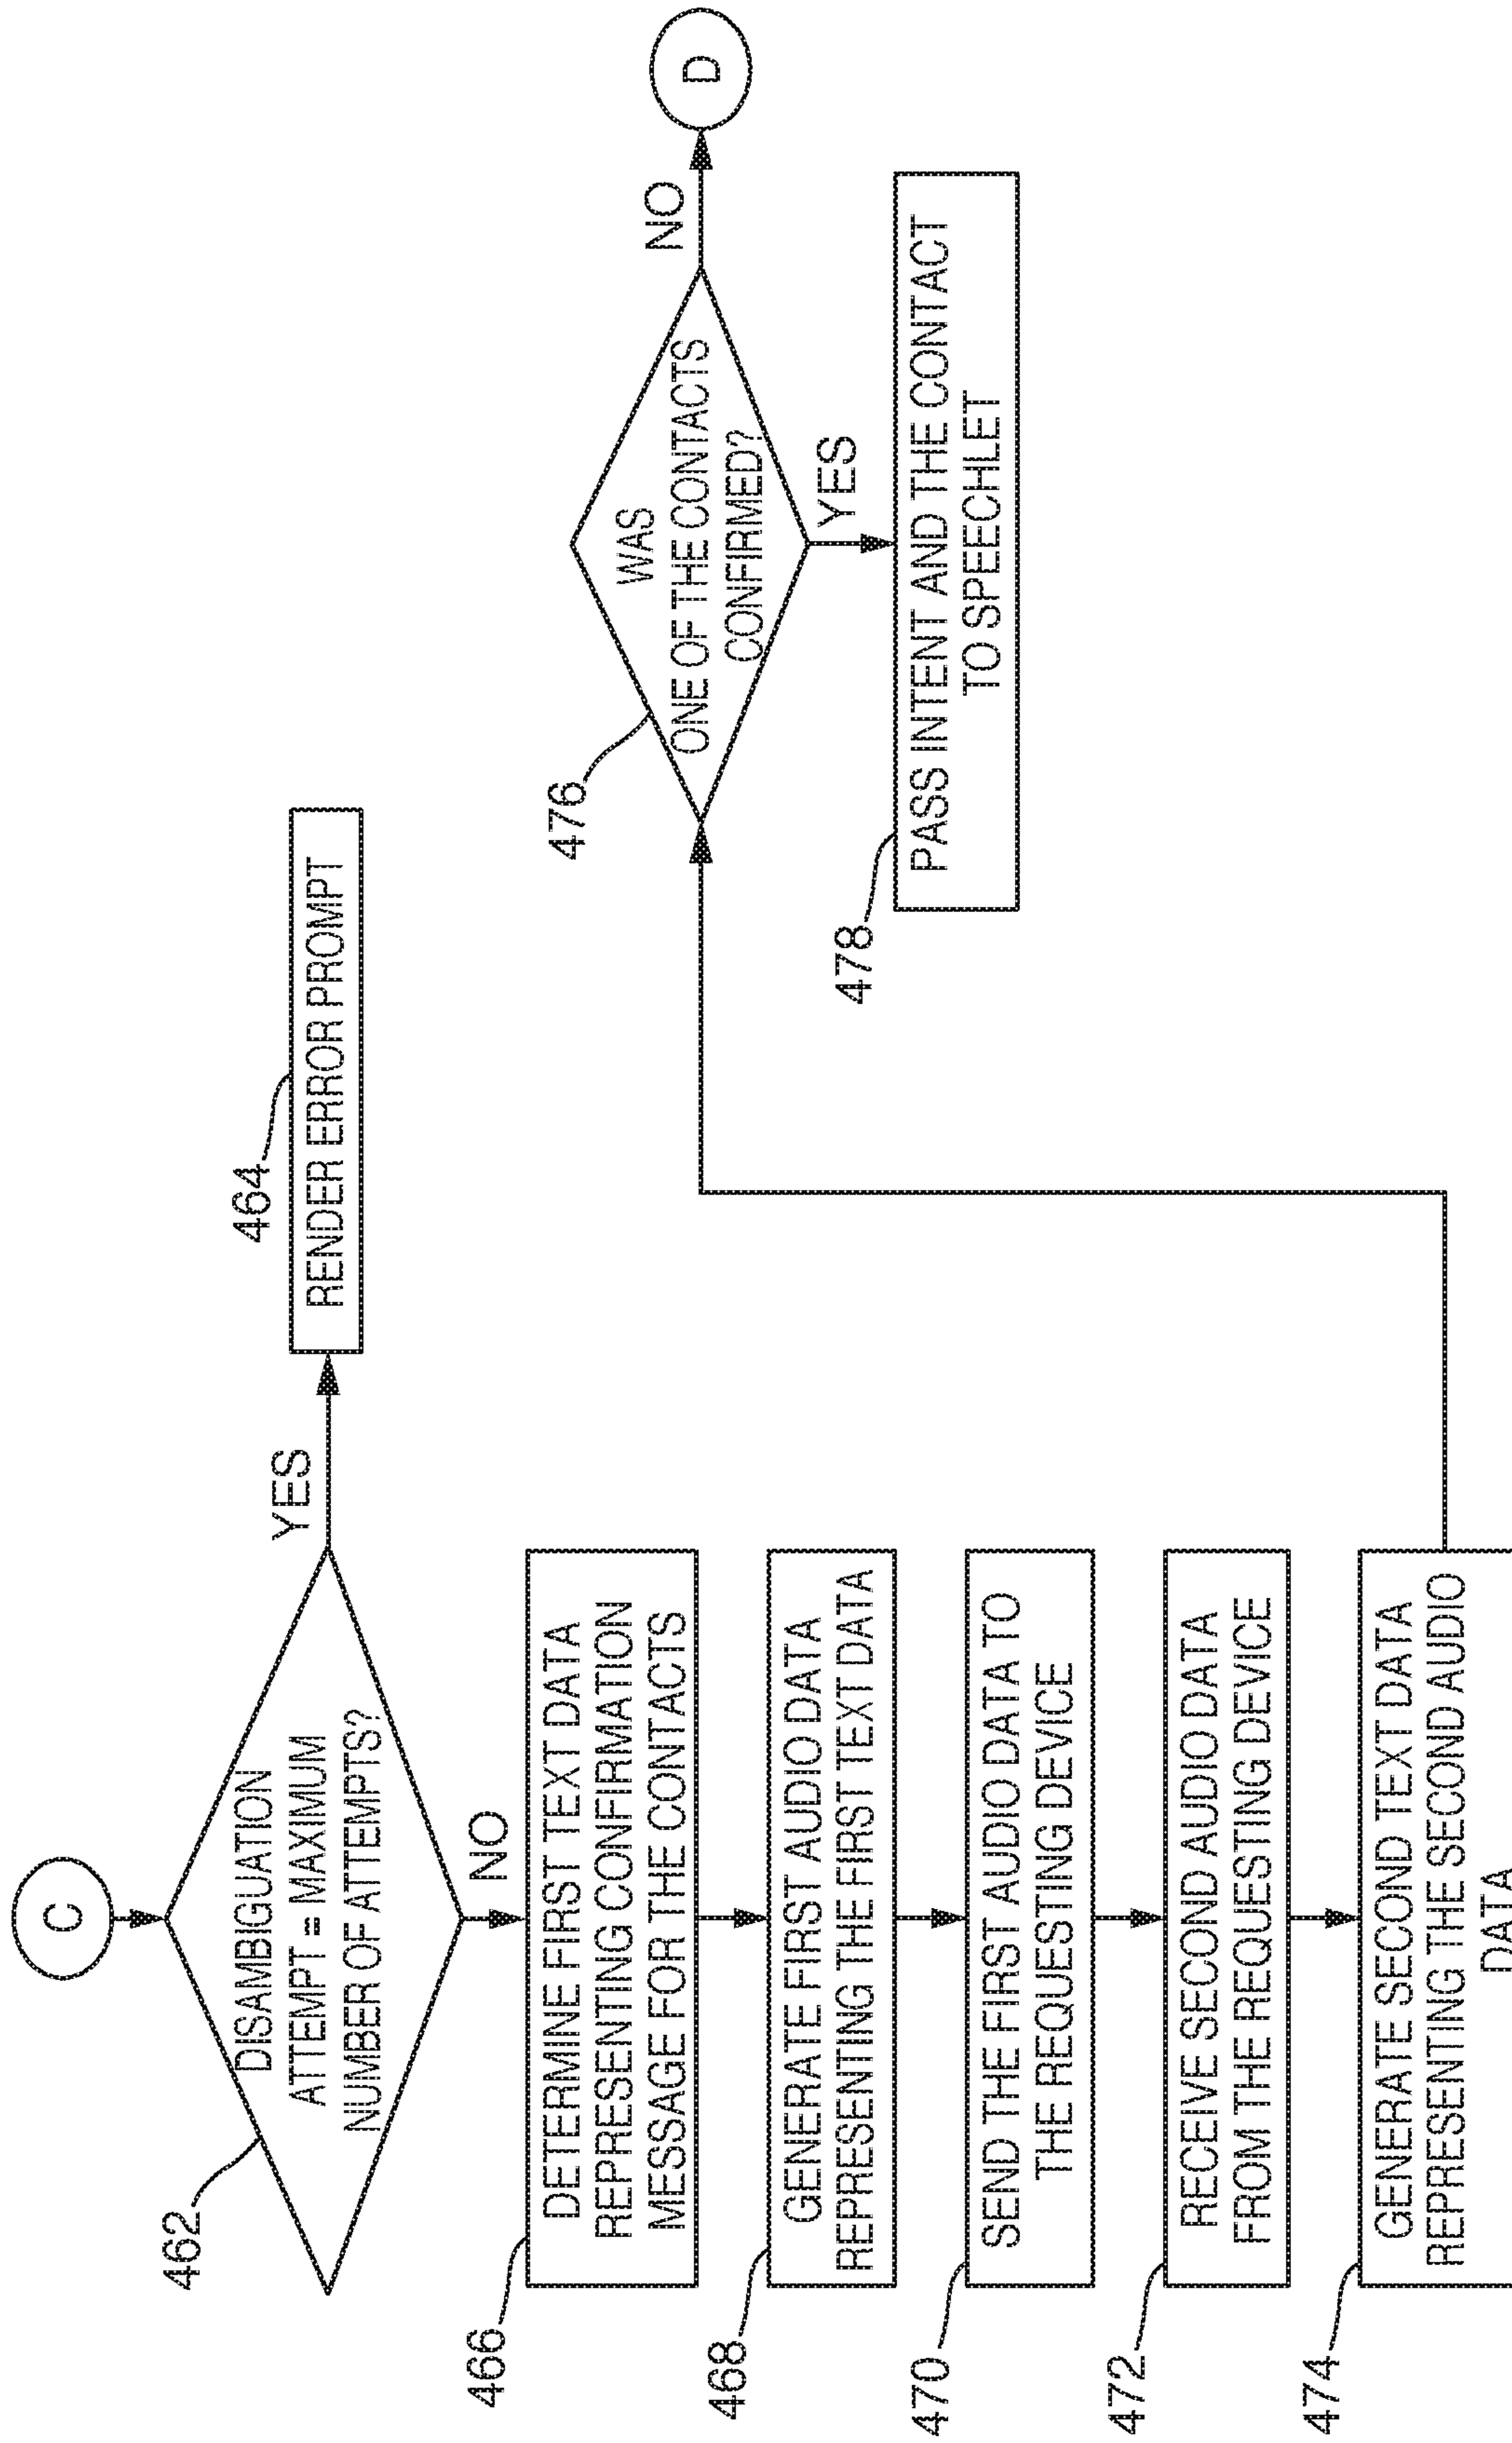 C
462
DISAMBIGUATION
ATTEMPT = MAXIMUM
NUMBER OF ATTEMPTS?
YES
464
RENDER ERROR PROMPT
NO
466
DETERMINE FIRST TEXT DATA
REPRESENTING CONFIRMATION
MESSAGE FOR THE CONTACTS
468
GENERATE FIRST AUDIO DATA
REPRESENTING THE FIRST TEXT DATA
470
SEND THE FIRST AUDIO DATA TO
THE REQUESTING DEVICE
472
RECEIVE SECOND AUDIO DATA
FROM THE REQUESTING DEVICE
474
GENERATE SECOND TEXT DATA
REPRESENTING THE SECOND AUDIO
DATA
476
WAS
ONE OF THE CONTACTS
CONFIRMED?
NO
D
YES
478
PASS INTENT AND THE CONTACT
TO SPEECHLET